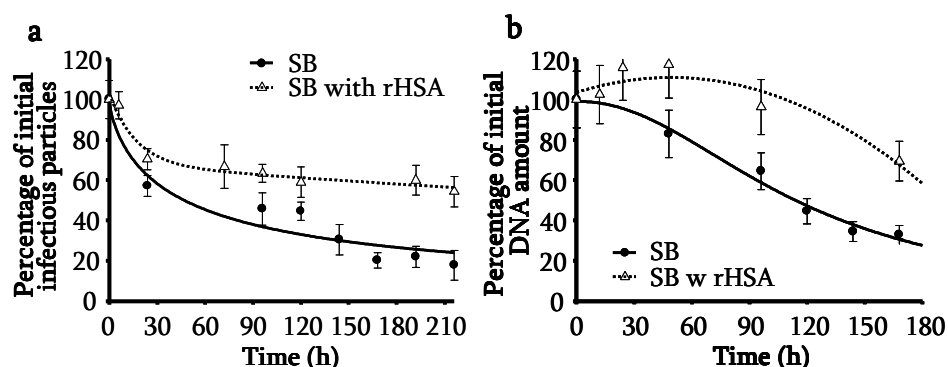 a
Percentage of initial
infectious particles
120
100
80
60
40
20
0
0 30 60 90 120 150 180 210
Time (h)
SB
SB with rHSA
b
Percentage of initial
DNA amount
120
100
80
60
40
20
0
0 30 60 90 120 150 180
Time (h)
SB
SB w rHSA